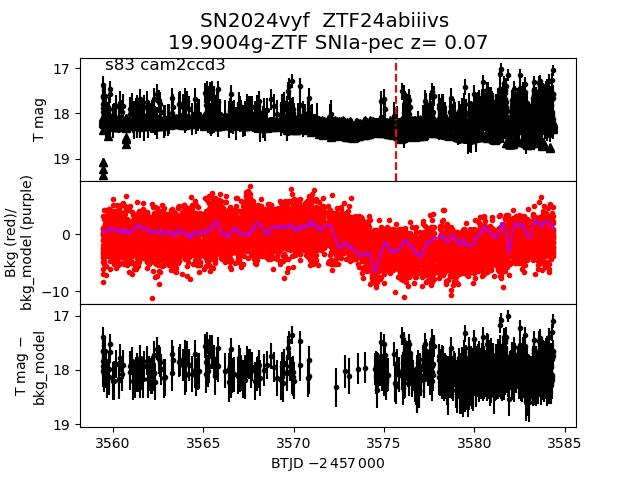 SN2024vyf  ZTF24abiiivs
19.9004g-ZTF SNIa-pec z= 0.07
s83 cam2ccd3
T mag
17
18
19
Bkg (red)/
bkg_model (purple)
0
−10
T mag −
bkg_model
17
18
19
3560
3565
3570
3575
3580
3585
BTJD −2 457 000